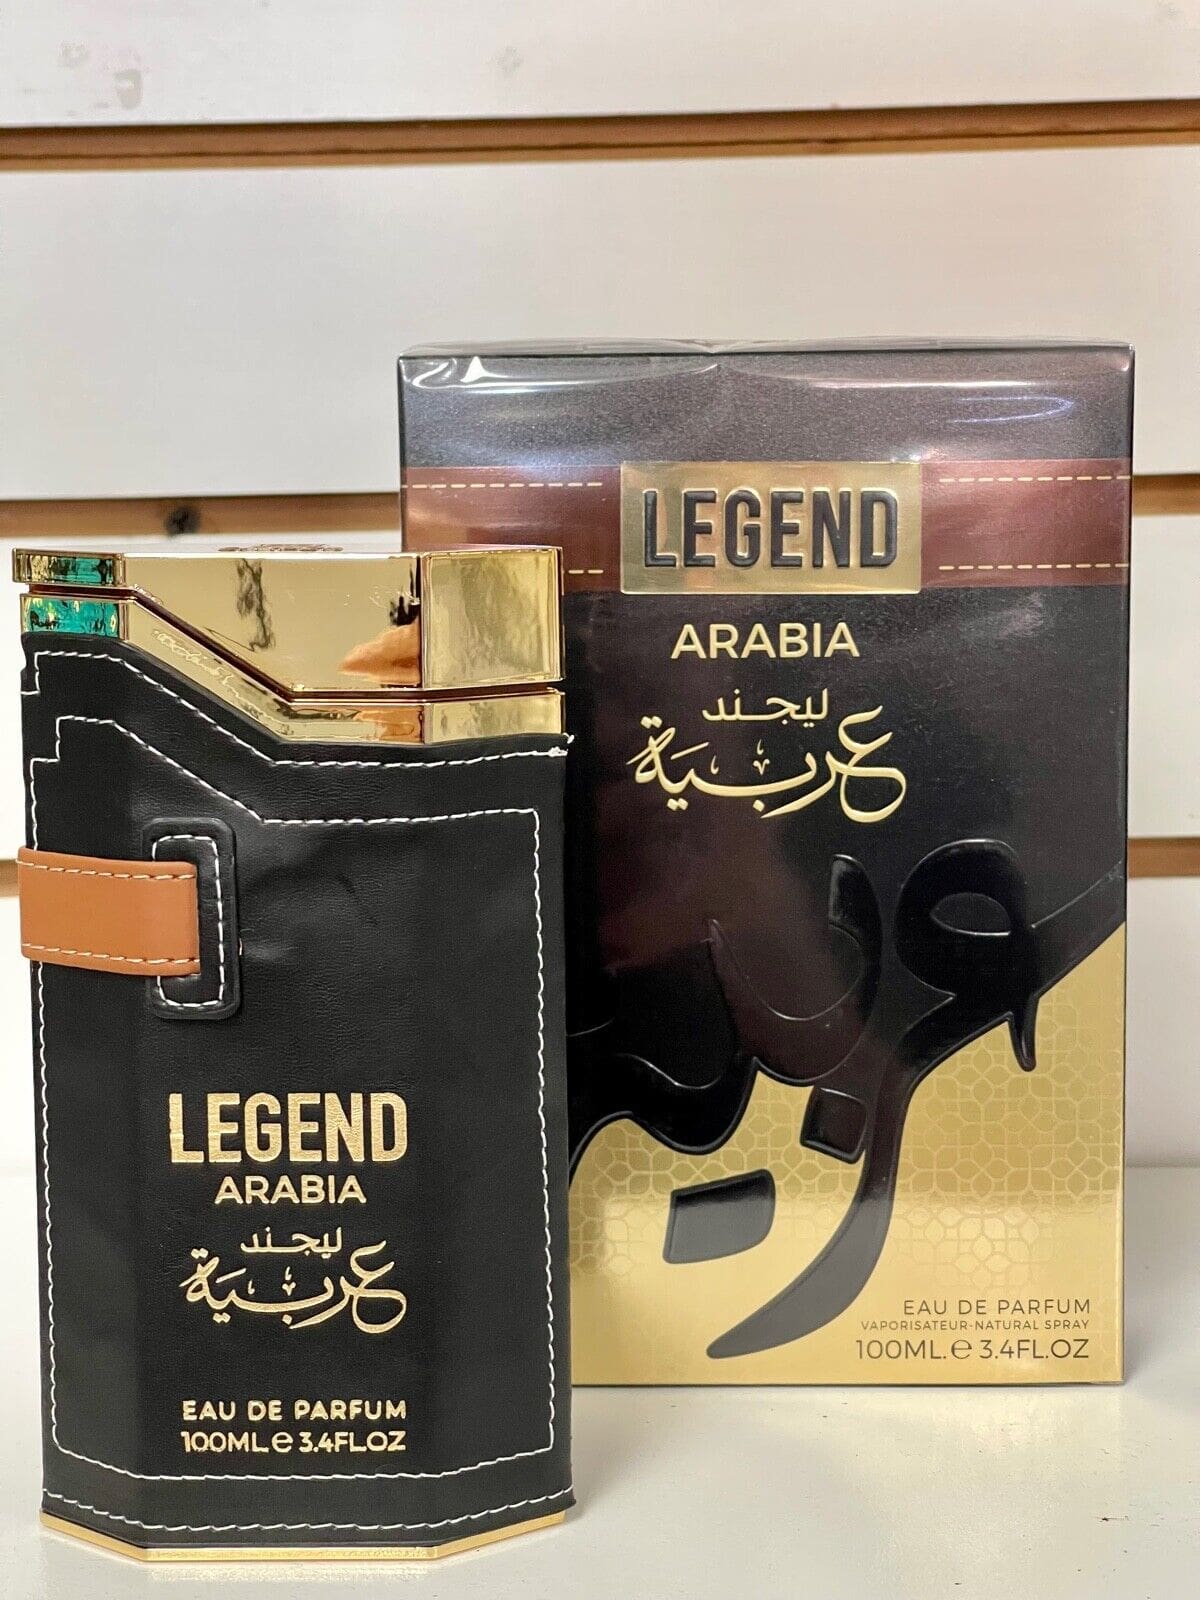 LEGEND
ARABIA
ليجند
عربية
EAU DE PARFUM
100ML e 3.4FLOZ
LEGEND
ARABIA
ليجند
عربية
EAU DE PARFUM
VAPORISATEUR-NATURAL SPRAY
100ML.e 3.4FL.OZ